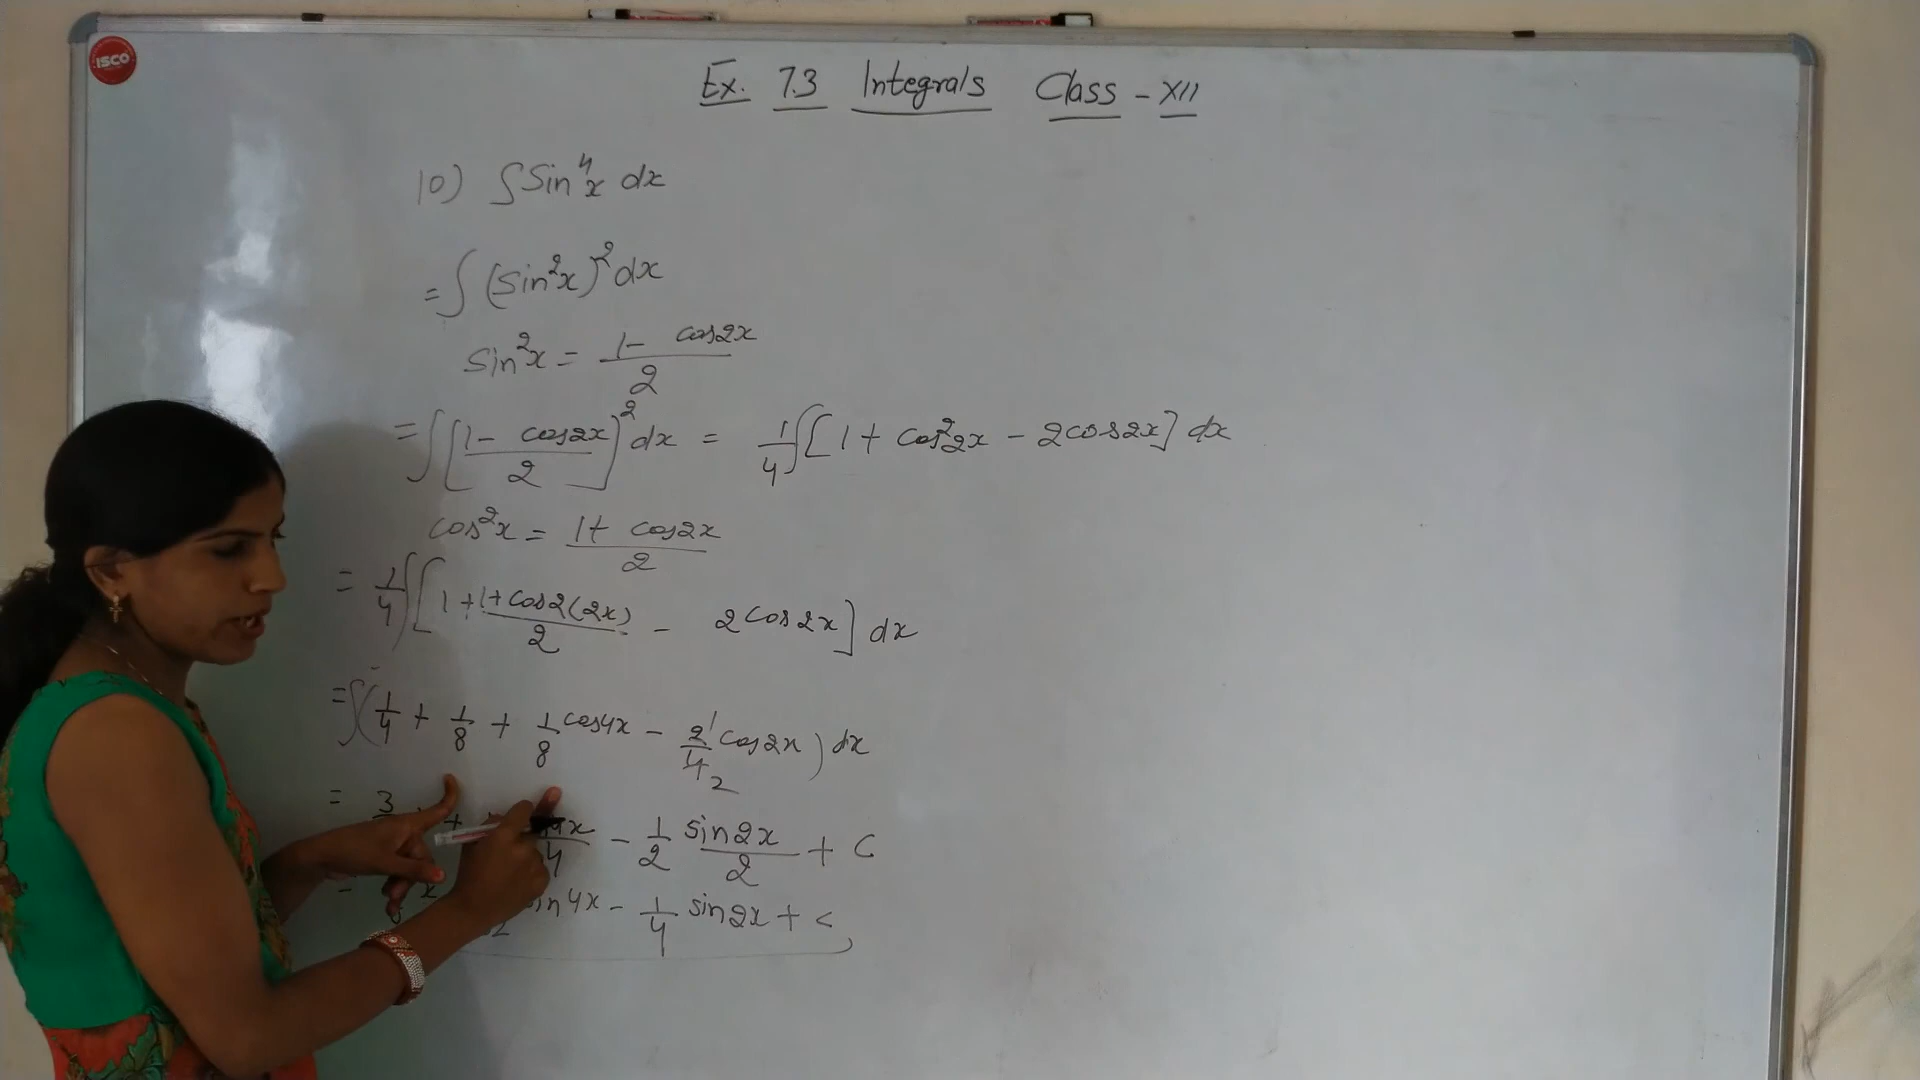 ISCO
Ex. 7.3 Integrals Class - XII
10) ∫Sin⁴x dx
= ∫(Sin²x)² dx
Sin²x = (1 - cos2x)/2
= ∫[(1 - cos2x)/2]² dx = 1/4 ∫[1 + cos²2x - 2cos2x] dx
cos²x = (1 + cos2x)/2
= 1/4 ∫[1 + (1 + cos2(2x))/2 - 2cos2x] dx
= ∫(1/4 + 1/8 + 1/8 cos4x - 2/4 1/2 cos2x) dx
= 3 + 4x/4 - 1/2 sin2x/2 + C
= x sin4x - 1/4 sin2x + C